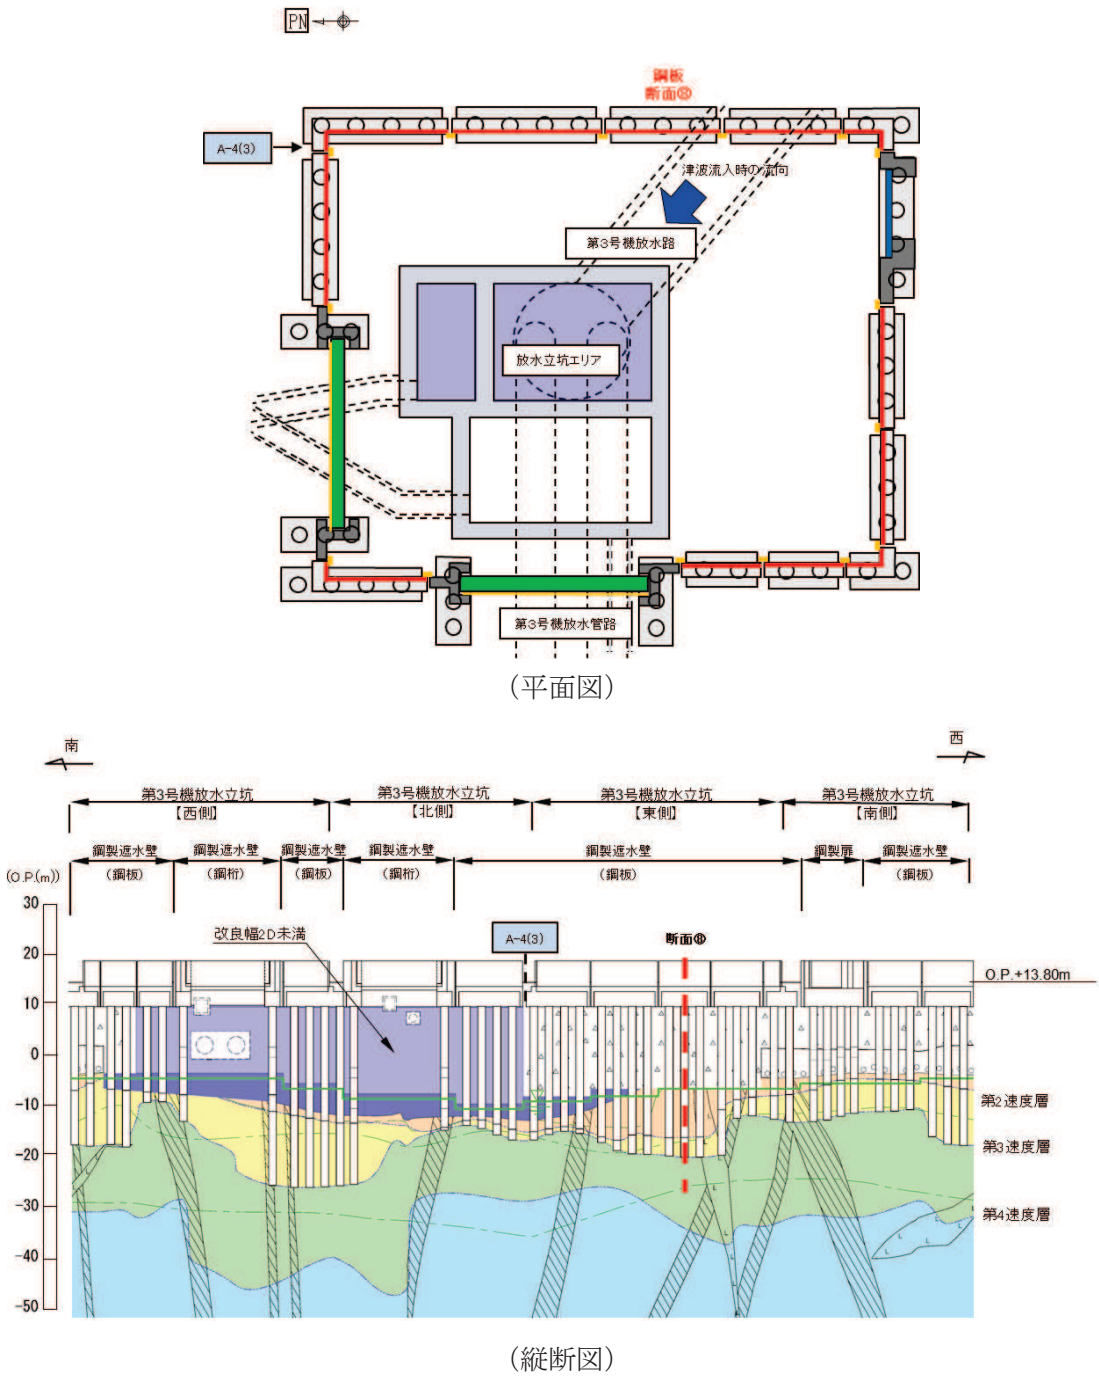 PN
鋼板
断面⑱
A-4(3)
津波流入時の流向
第3号機放水路
放水立坑エリア
第3号機放水管路
（平面図）
南
西
第3号機放水立坑
【西側】
第3号機放水立坑
【北側】
第3号機放水立坑
【東側】
第3号機放水立坑
【南側】
鋼製遮水壁
（鋼板）
鋼製遮水壁
（鋼桁）
鋼製遮水壁
（鋼板）
鋼製遮水壁
（鋼桁）
鋼製遮水壁
（鋼板）
鋼製扉
鋼製遮水壁
（鋼板）
(O.P.(m))
30
20
10
0
-10
-20
-30
-40
-50
改良幅2D未満
A-4(3)
断面⑱
O.P.+13.80m
第2速度層
第3速度層
第4速度層
（縦断図）